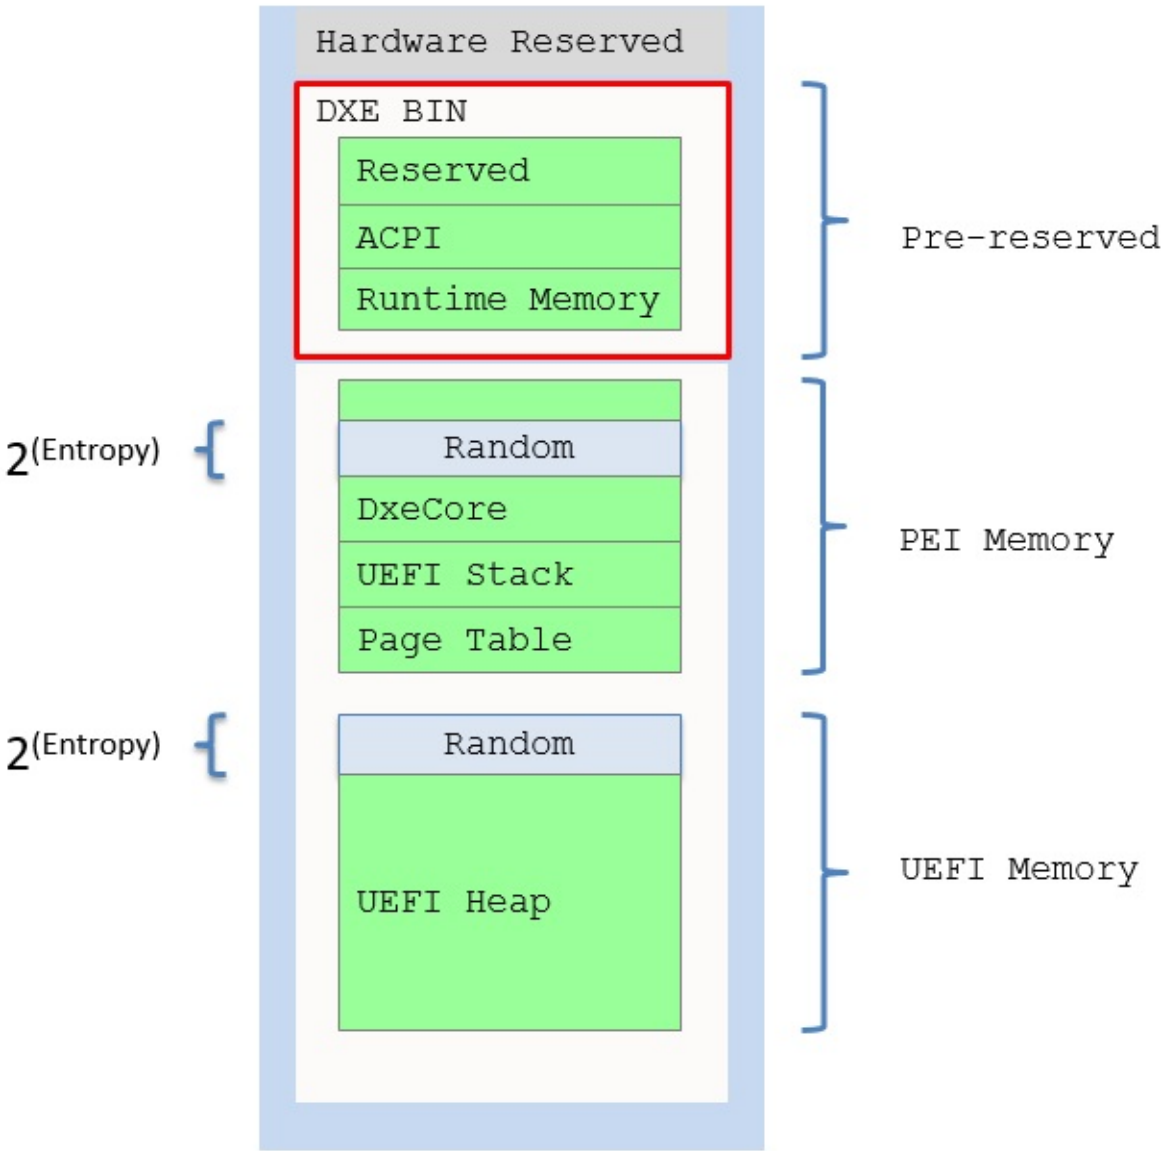 Hardware Reserved
DXE BIN
Reserved
ACPI
Runtime Memory
Pre-reserved
2(Entropy)
Random
DxeCore
UEFI Stack
Page Table
PEI Memory
2(Entropy)
Random
UEFI Heap
UEFI Memory